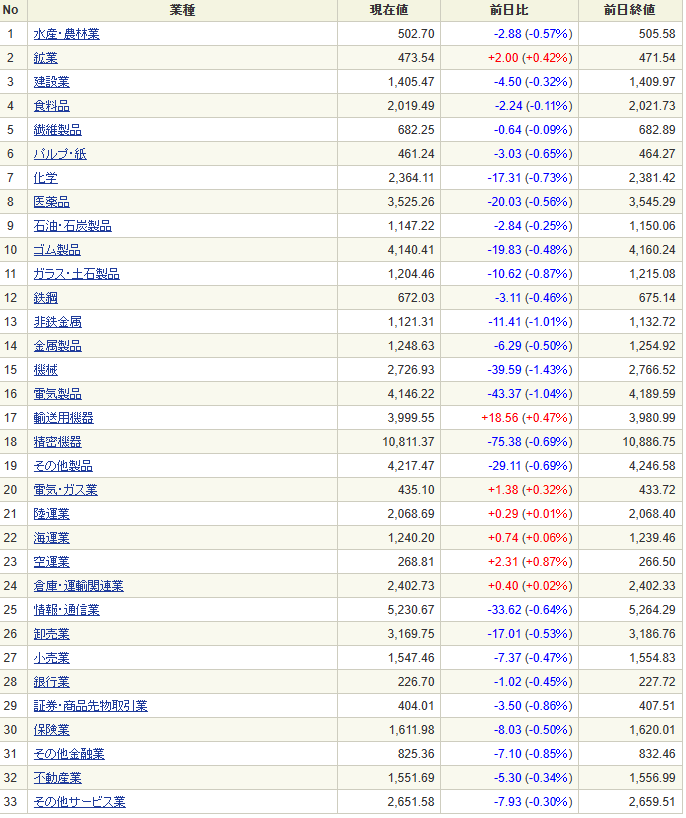 No 業種 現在値 前日比 前日終値
1 水産・農林業 502.70 -2.88 (-0.57%) 505.58
2 鉱業 473.54 +2.00 (+0.42%) 471.54
3 建設業 1,405.47 -4.50 (-0.32%) 1,409.97
4 食料品 2,019.49 -2.24 (-0.11%) 2,021.73
5 繊維製品 682.25 -0.64 (-0.09%) 682.89
6 パルプ・紙 461.24 -3.03 (-0.65%) 464.27
7 化学 2,364.11 -17.31 (-0.73%) 2,381.42
8 医薬品 3,525.26 -20.03 (-0.56%) 3,545.29
9 石油・石炭製品 1,147.22 -2.84 (-0.25%) 1,150.06
10 ゴム製品 4,140.41 -19.83 (-0.48%) 4,160.24
11 ガラス・土石製品 1,204.46 -10.62 (-0.87%) 1,215.08
12 鉄鋼 672.03 -3.11 (-0.46%) 675.14
13 非鉄金属 1,121.31 -11.41 (-1.01%) 1,132.72
14 金属製品 1,248.63 -6.29 (-0.50%) 1,254.92
15 機械 2,726.93 -39.59 (-1.43%) 2,766.52
16 電気製品 4,146.22 -43.37 (-1.04%) 4,189.59
17 輸送用機器 3,999.55 +18.56 (+0.47%) 3,980.99
18 精密機器 10,811.37 -75.38 (-0.69%) 10,886.75
19 その他製品 4,217.47 -29.11 (-0.69%) 4,246.58
20 電気・ガス業 435.10 +1.38 (+0.32%) 433.72
21 陸運業 2,068.69 +0.29 (+0.01%) 2,068.40
22 海運業 1,240.20 +0.74 (+0.06%) 1,239.46
23 空運業 268.81 +2.31 (+0.87%) 266.50
24 倉庫・運輸関連業 2,402.73 +0.40 (+0.02%) 2,402.33
25 情報・通信業 5,230.67 -33.62 (-0.64%) 5,264.29
26 卸売業 3,169.75 -17.01 (-0.53%) 3,186.76
27 小売業 1,547.46 -7.37 (-0.47%) 1,554.83
28 銀行業 226.70 -1.02 (-0.45%) 227.72
29 証券・商品先物取引業 404.01 -3.50 (-0.86%) 407.51
30 保険業 1,611.98 -8.03 (-0.50%) 1,620.01
31 その他金融業 825.36 -7.10 (-0.85%) 832.46
32 不動産業 1,551.69 -5.30 (-0.34%) 1,556.99
33 その他サービス業 2,651.58 -7.93 (-0.30%) 2,659.51